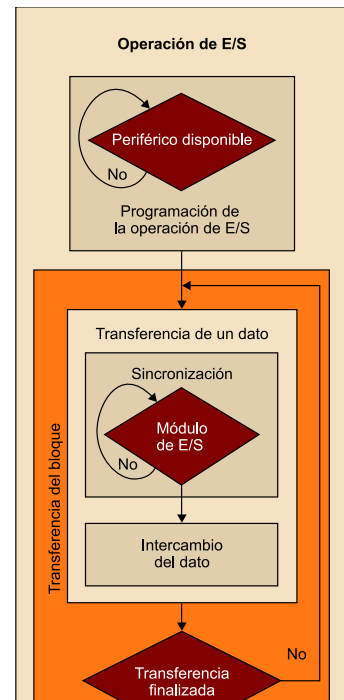 Operación de E/S
Periférico disponible
No
Programación de
la operación de E/S
Transferencia del bloque
Transferencia de un dato
Sincronización
Módulo
de E/S
No
Intercambio
del dato
No
Transferencia
finalizada